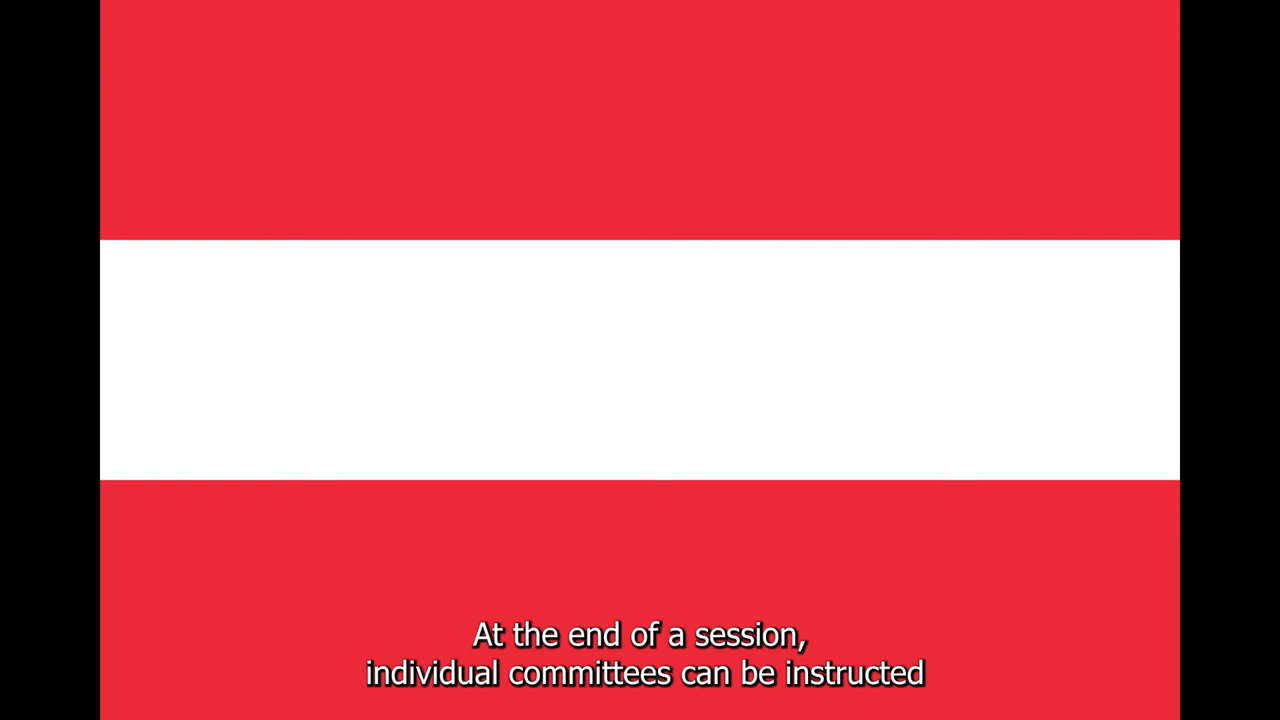 At the end of a session,
individual committees can be instructed